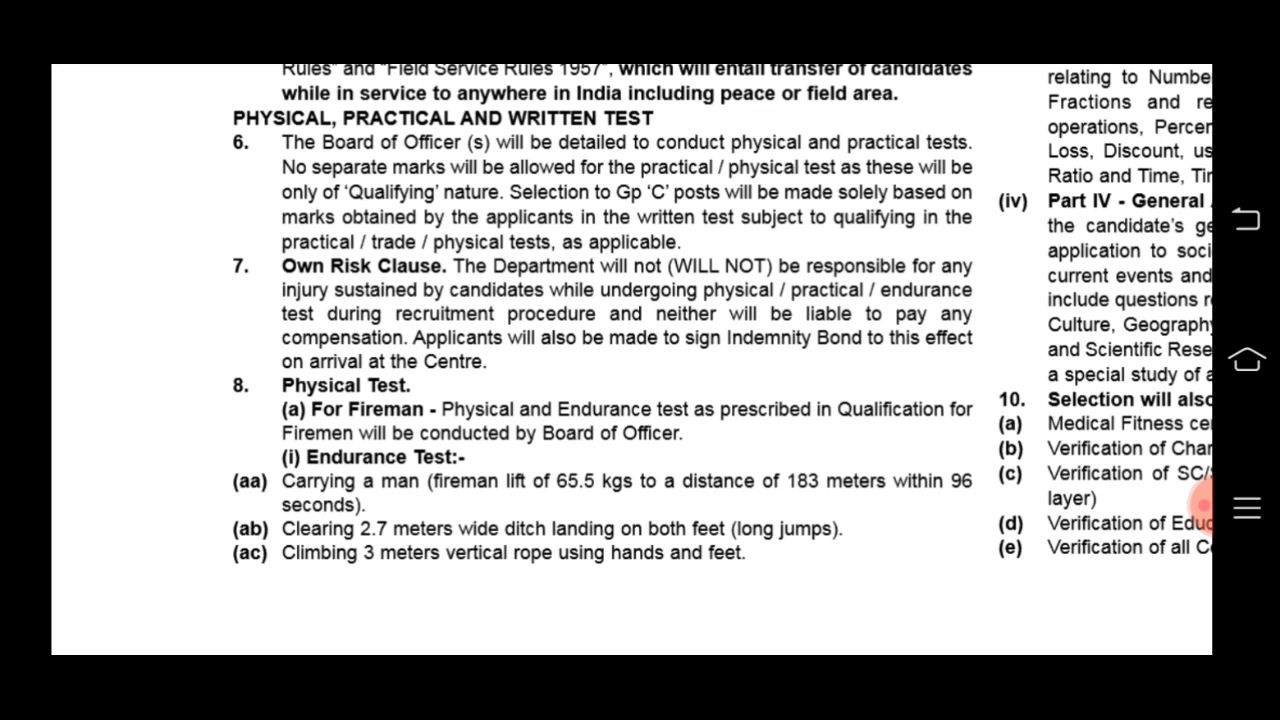 Rules" and "Field Service Rules 1957", which will entail transfer of candidates
while in service to anywhere in India including peace or field area.
PHYSICAL, PRACTICAL AND WRITTEN TEST
6. The Board of Officer (s) will be detailed to conduct physical and practical tests.
No separate marks will be allowed for the practical / physical test as these will be
only of ‘Qualifying’ nature. Selection to Gp ‘C’ posts will be made solely based on
marks obtained by the applicants in the written test subject to qualifying in the
practical / trade / physical tests, as applicable.
7. Own Risk Clause. The Department will not (WILL NOT) be responsible for any
injury sustained by candidates while undergoing physical / practical / endurance
test during recruitment procedure and neither will be liable to pay any
compensation. Applicants will also be made to sign Indemnity Bond to this effect
on arrival at the Centre.
8. Physical Test.
(a) For Fireman - Physical and Endurance test as prescribed in Qualification for
Firemen will be conducted by Board of Officer.
(i) Endurance Test:-
(aa) Carrying a man (fireman lift of 65.5 kgs to a distance of 183 meters within 96
seconds).
(ab) Clearing 2.7 meters wide ditch landing on both feet (long jumps).
(ac) Climbing 3 meters vertical rope using hands and feet.
relating to
Fractions and
operations,
Loss, Discount,
Ratio and Time,
(iv) Part IV - General
the candidate’s
application to
current events and
include questions
Culture, Geography
and Scientific
a special study of
10. Selection will also
(a) Medical Fitness
(b) Verification of
(c) Verification of SC/
layer)
(d) Verification of
(e) Verification of all